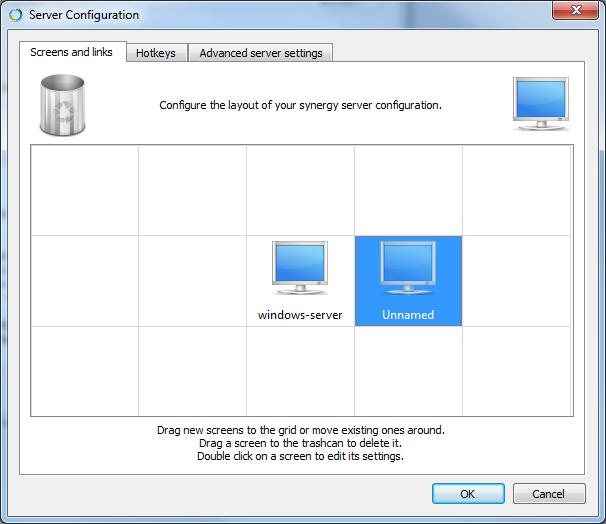 Server Configuration
Screens and links
Hotkeys
Advanced server settings
Configure the layout of your synergy server configuration.
windows-server
Unnamed
Drag new screens to the grid or move existing ones around.
Drag a screen to the trashcan to delete it.
Double click on a screen to edit its settings.
OK
Cancel